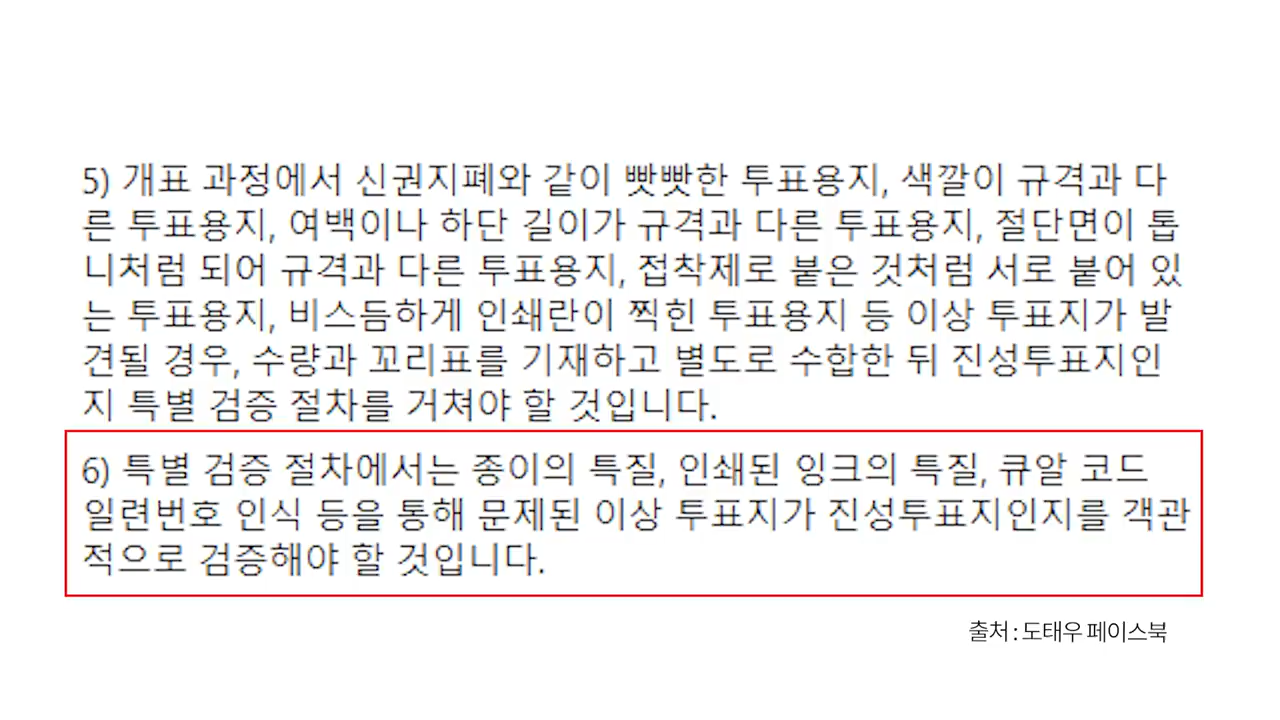 5) 개표 과정에서 신권지폐와 같이 빳빳한 투표용지, 색깔이 규격과 다
른 투표용지, 여백이나 하단 길이가 규격과 다른 투표용지, 절단면이 톱
니처럼 되어 규격과 다른 투표용지, 접착제로 붙은 것처럼 서로 붙어 있
는 투표용지, 비스듬하게 인쇄란이 찍힌 투표용지 등 이상 투표지가 발
견될 경우, 수량과 꼬리표를 기재하고 별도로 수합한 뒤 진성투표지인
지 특별 검증 절차를 거쳐야 할 것입니다.
6) 특별 검증 절차에서는 종이의 특질, 인쇄된 잉크의 특질, 큐알 코드
일련번호 인식 등을 통해 문제된 이상 투표지가 진성투표지인지를 객관
적으로 검증해야 할 것입니다.
출처 : 도태우 페이스북